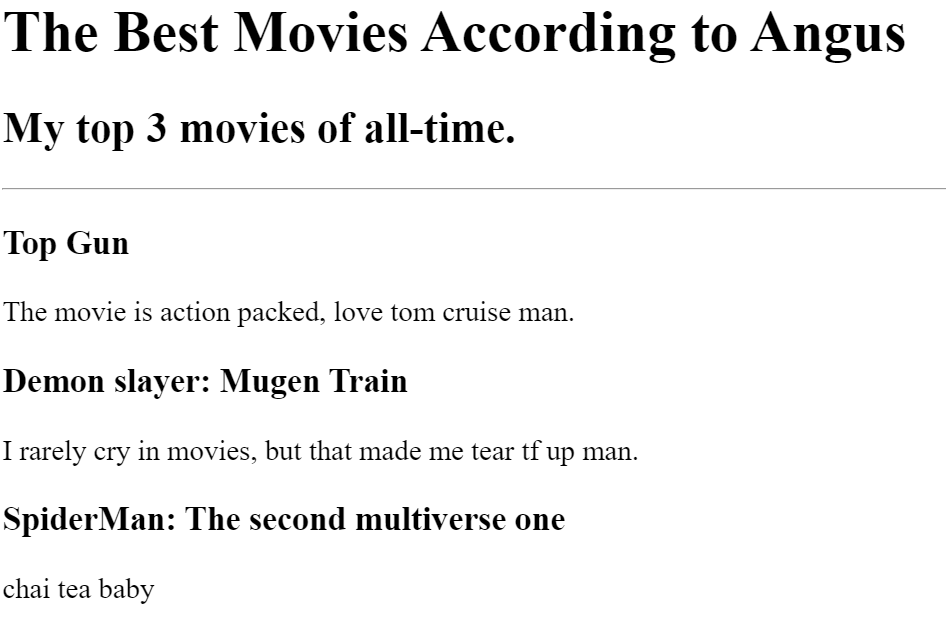 The Best Movies According to Angus
My top 3 movies of all-time.
Top Gun
The movie is action packed, love tom cruise man.
Demon slayer: Mugen Train
I rarely cry in movies, but that made me tear tf up man.
SpiderMan: The second multiverse one
chai tea baby